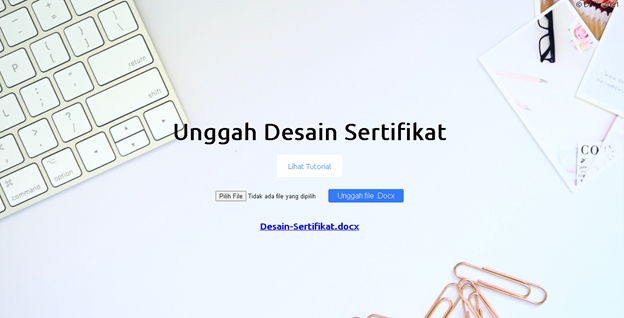 Unggah Desain Sertifikat
Lihat Tutorial
Pilih File Tidak ada file yang dipilih
Unggah file .Docx
Desain-Sertifikat.docx
return
shift
command
option
P
L
CO